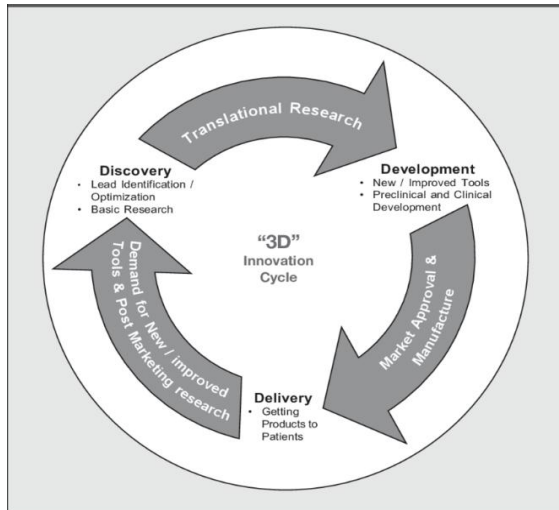 Translational Research
Discovery
• Lead Identification /
Optimization
• Basic Research
Development
• New / Improved Tools
• Preclinical and Clinical
Development
"3D"
Innovation
Cycle
Market Approval &
Manufacture
Delivery
• Getting
Products to
Patients
Demand for New / improved
Tools & Post Marketing research